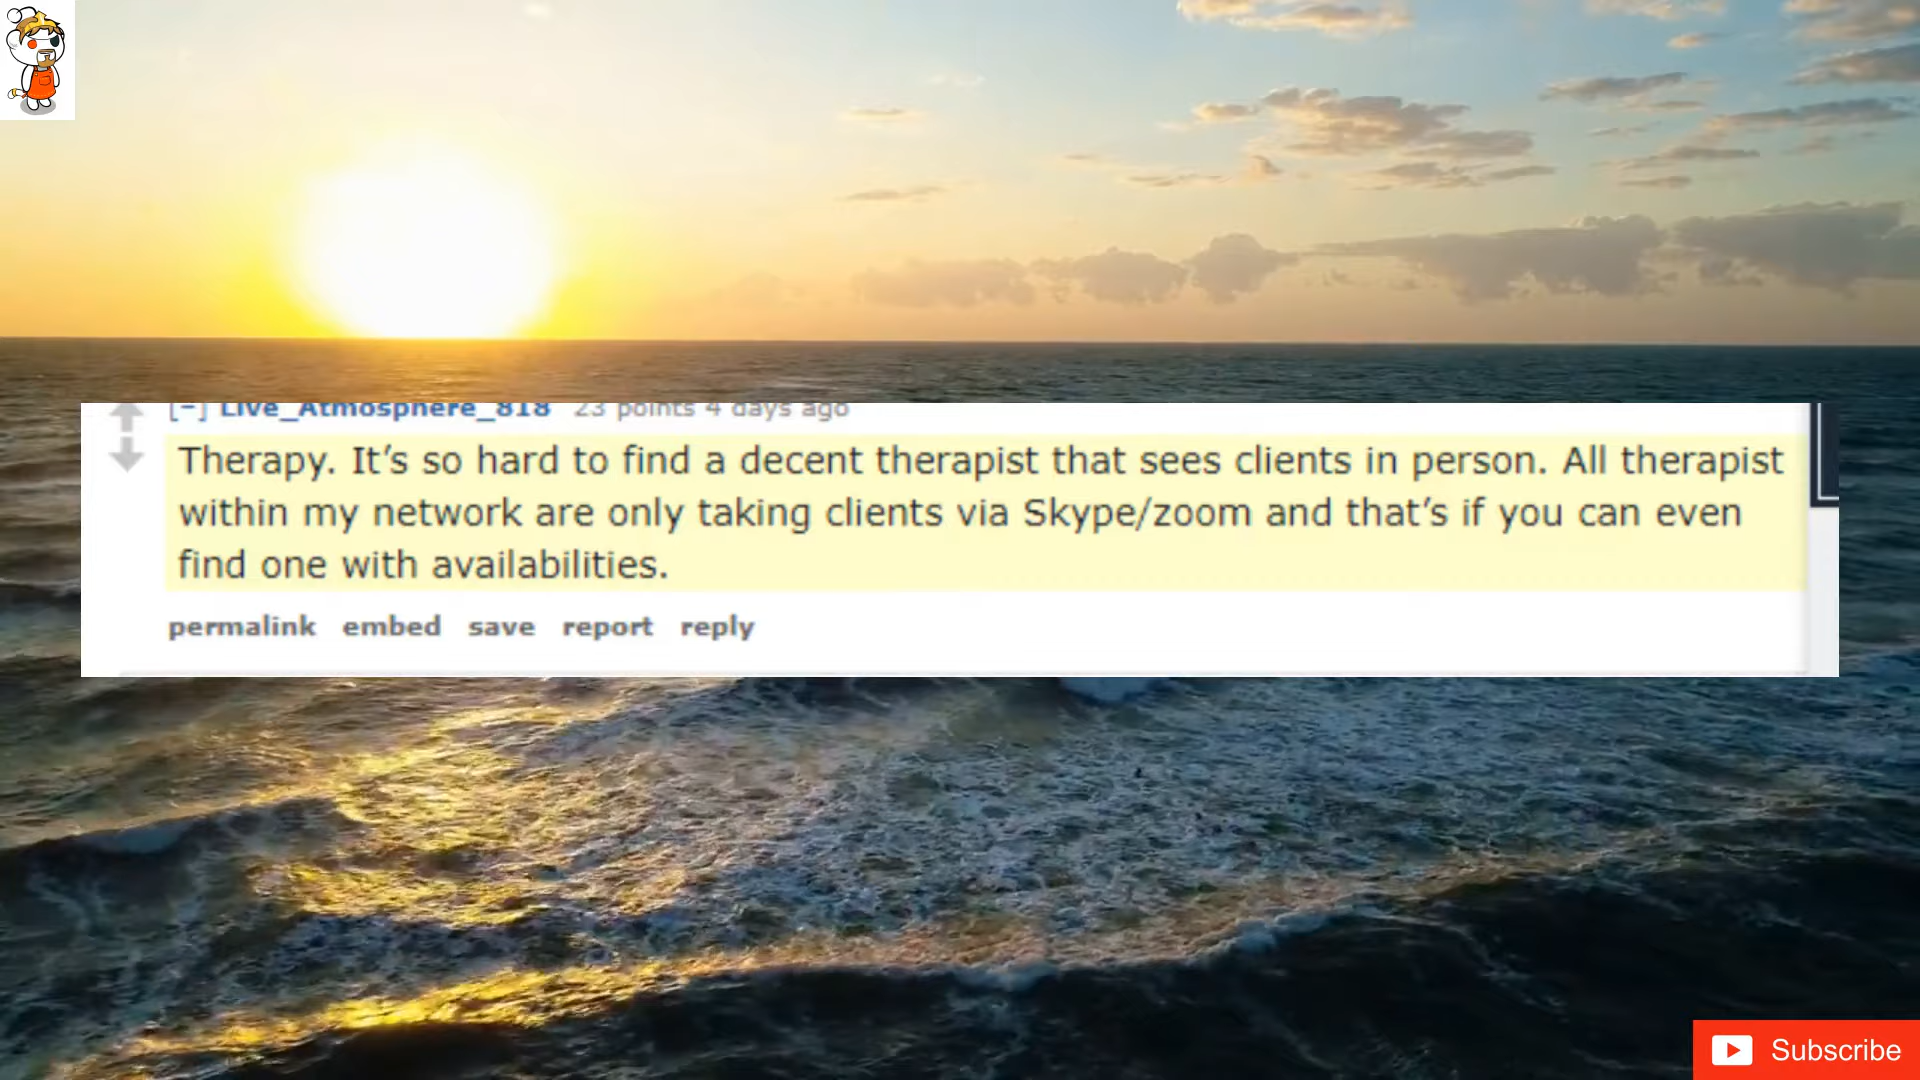 [–] Live_Atmosphere_818 23 points 4 days ago
Therapy. It’s so hard to find a decent therapist that sees clients in person. All therapist
within my network are only taking clients via Skype/zoom and that’s if you can even
find one with availabilities.
permalink embed save report reply
Subscribe